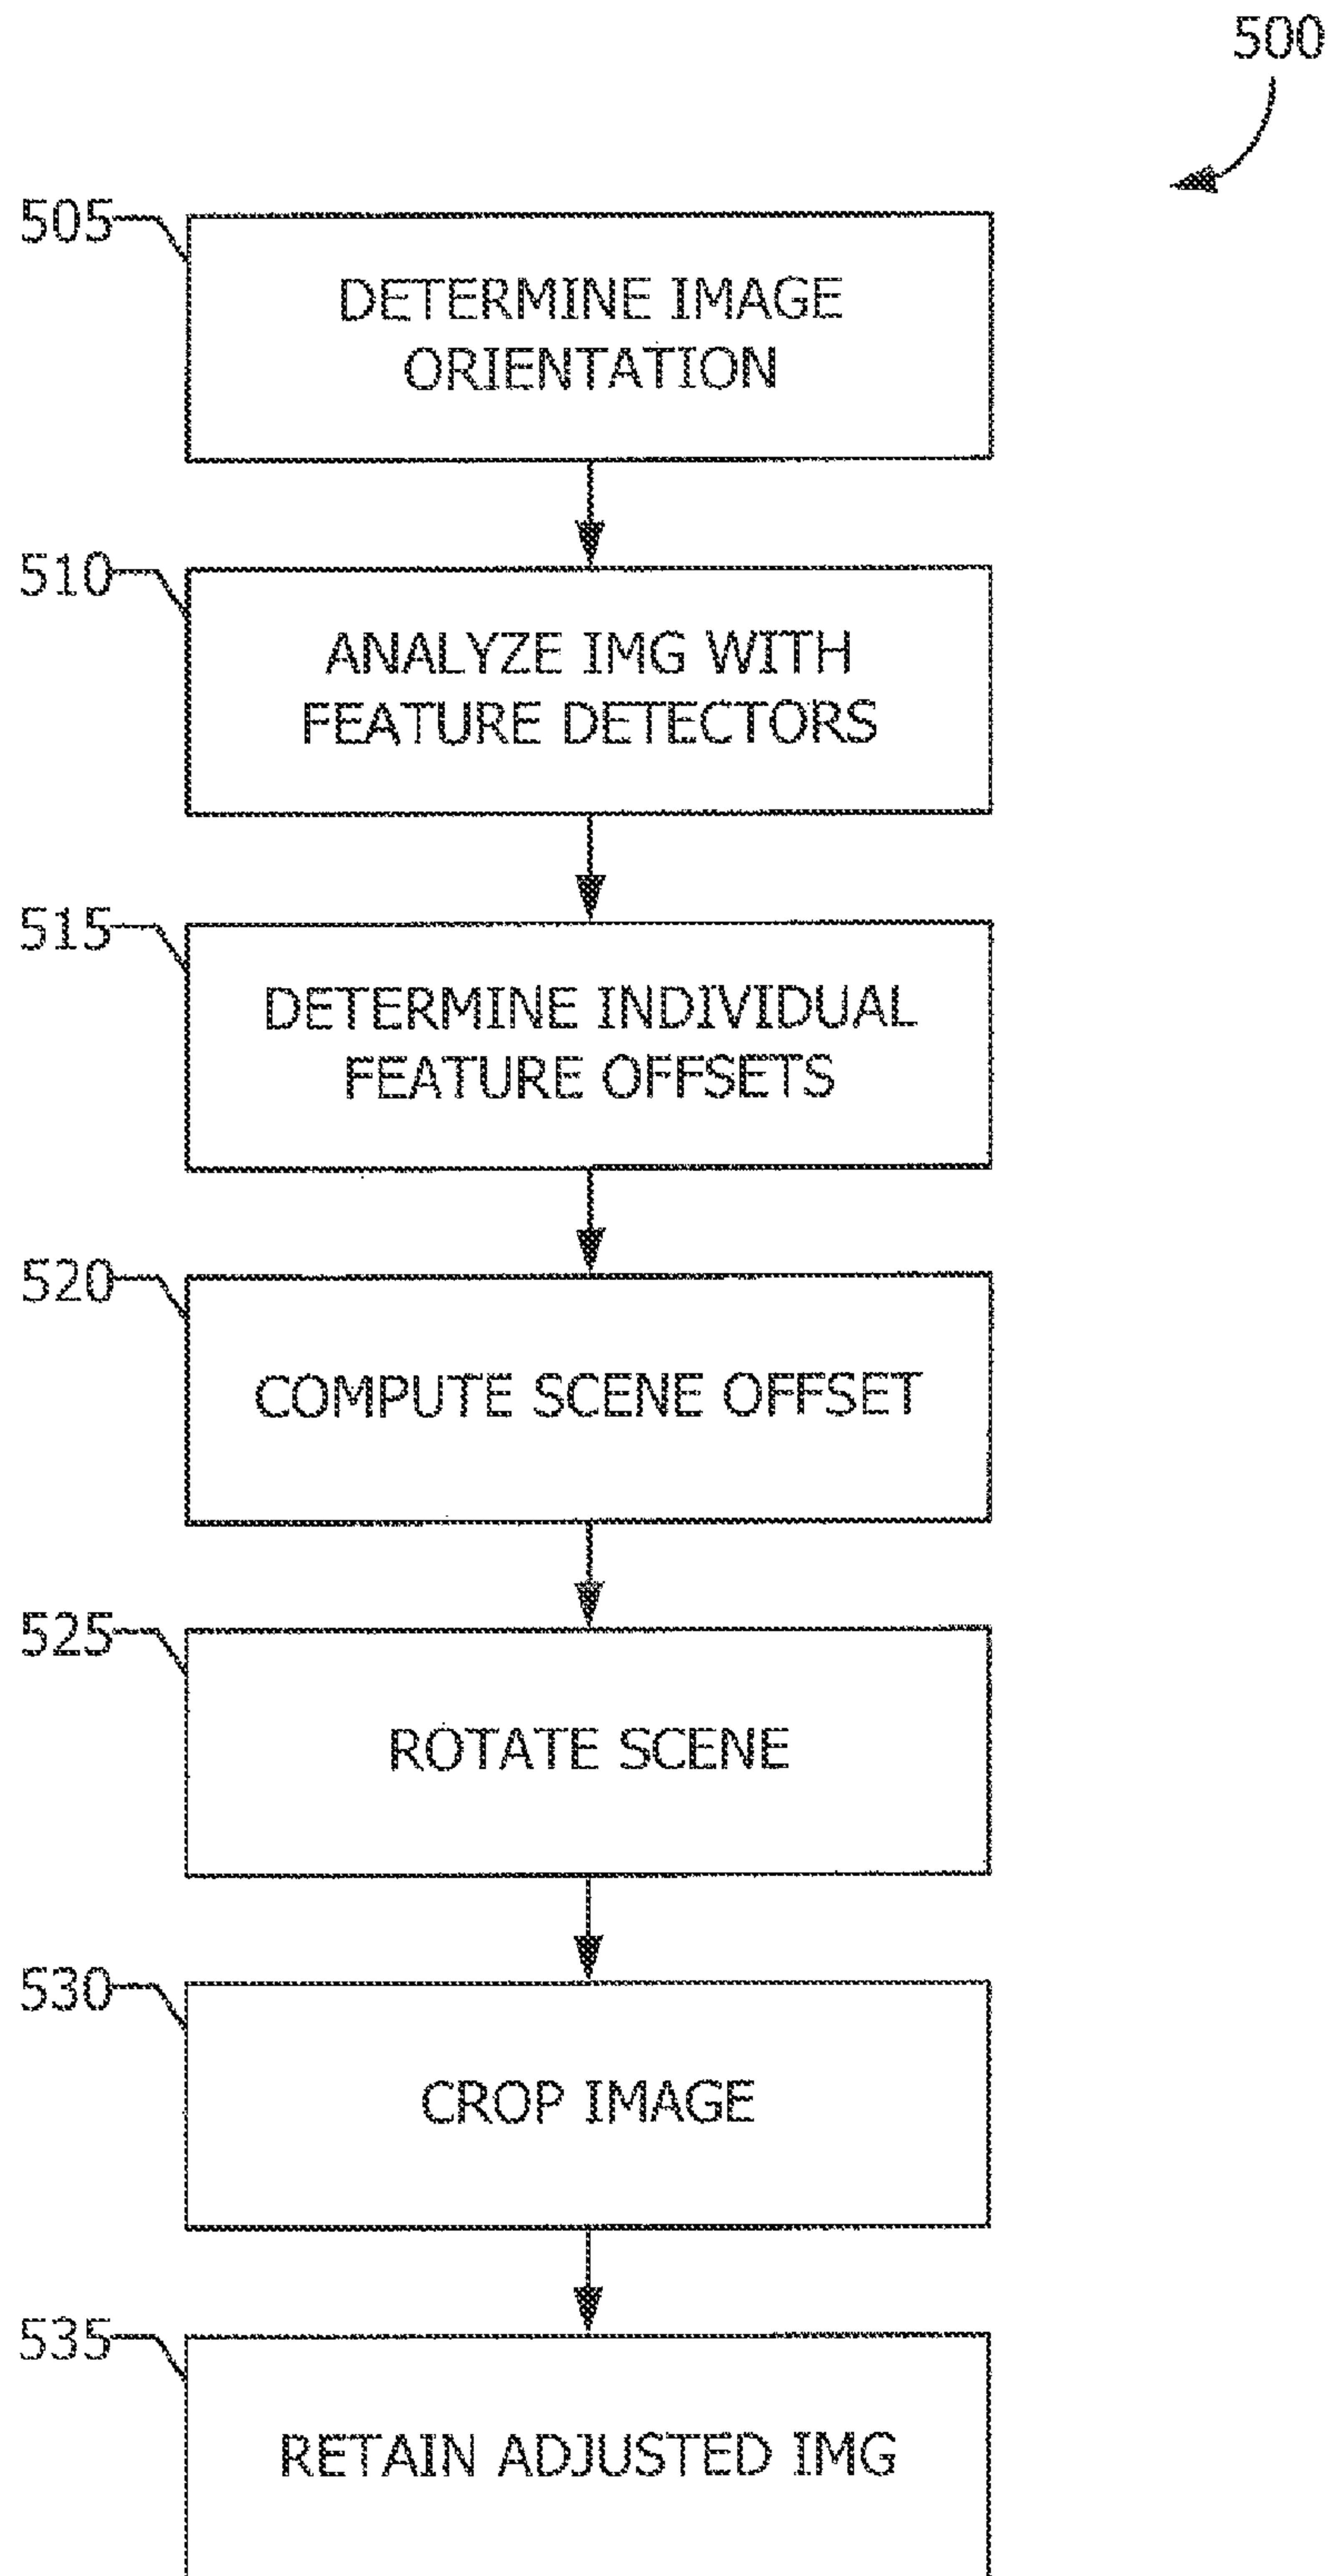 500
505
DETERMINE IMAGE
ORIENTATION
510
ANALYZE IMG WITH
FEATURE DETECTORS
515
DETERMINE INDIVIDUAL
FEATURE OFFSETS
520
COMPUTE SCENE OFFSET
525
ROTATE SCENE
530
CROP IMAGE
535
RETAIN ADJUSTED IMG